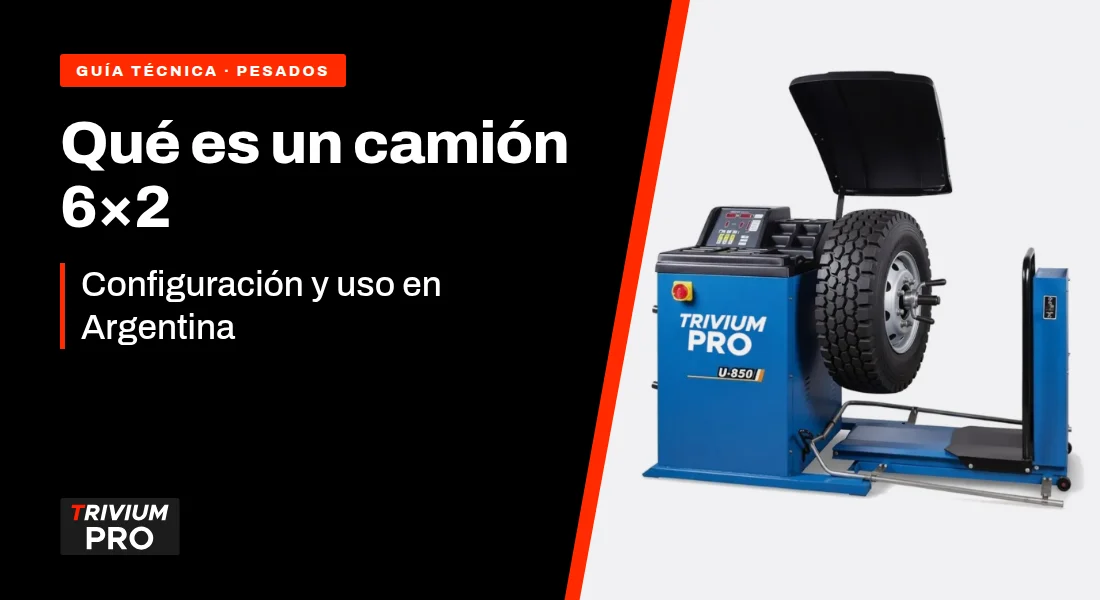 GUÍA TÉCNICA · PESADOS
Qué es un camión
6×2
Configuración y uso en
Argentina
TRIVIUM
PRO
TRIVIUM
PRO
U-850